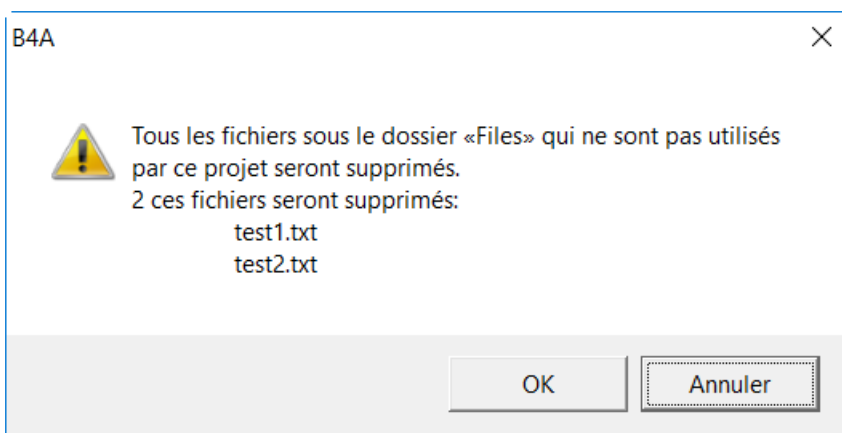 B4A
Tous les fichiers sous le dossier «Files» qui ne sont pas utilisés
par ce projet seront supprimés.
2 ces fichiers seront supprimés:
test1.txt
test2.txt
OK
Annuler